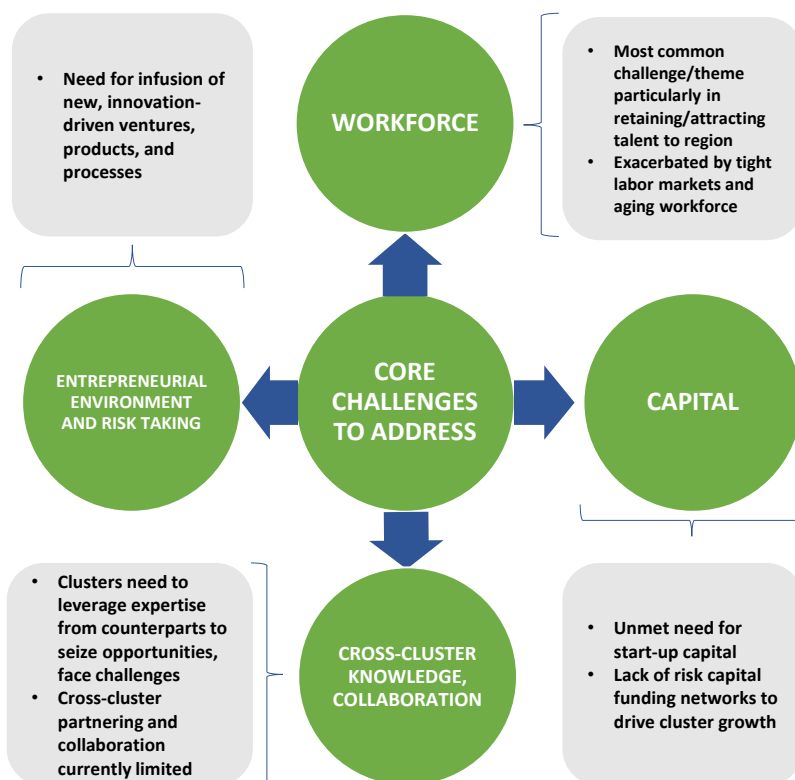 • Need for infusion of
new, innovation-
driven ventures,
products, and
processes
WORKFORCE
• Most common
challenge/theme
particularly in
retaining/attracting
talent to region
• Exacerbated by tight
labor markets and
aging workforce
ENTREPRENEURIAL
ENVIRONMENT
AND RISK TAKING
CORE
CHALLENGES
TO ADDRESS
CAPITAL
• Clusters need to
leverage expertise
from counterparts to
seize opportunities,
face challenges
• Cross-cluster
partnering and
collaboration
currently limited
CROSS-CLUSTER
KNOWLEDGE,
COLLABORATION
• Unmet need for
start-up capital
• Lack of risk capital
funding networks to
drive cluster growth